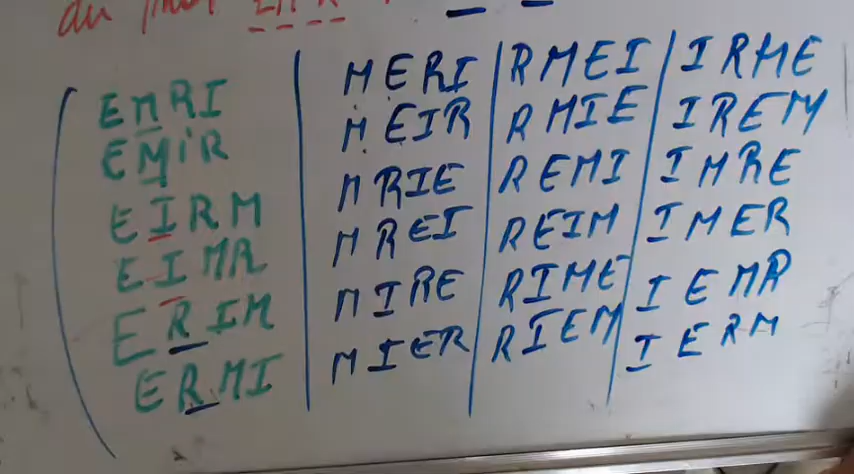 du
EMRI MERI RMEI IRME
EMiR MEIR RMIE IREM
EIRM MRIE REMI IMRE
EIMR MREI REIM IMER
ERIM MIRE RIME IEMR
ERMI MIER RIEM IERM